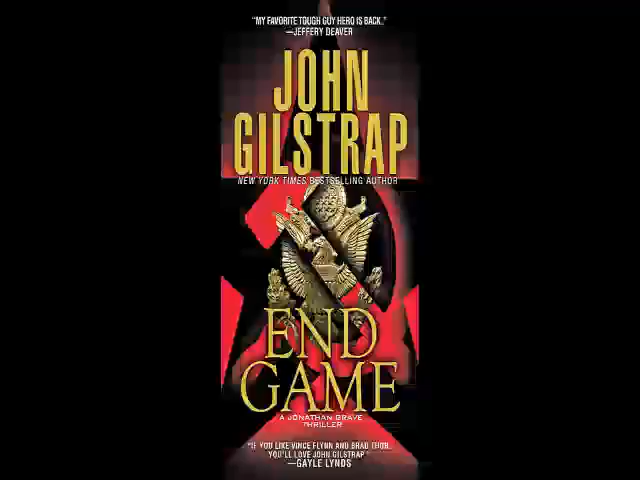 "MY FAVORITE TOUGH GUY HERO IS BACK."
—JEFFERY DEAVER
JOHN
GILSTRAP
NEW YORK TIMES BESTSELLING AUTHOR
END
GAME
A JONATHAN GRAVE
THRILLER
"IF YOU LIKE VINCE FLYNN AND BRAD THOR,
YOU'LL LOVE JOHN GILSTRAP."
—GAYLE LYNDS